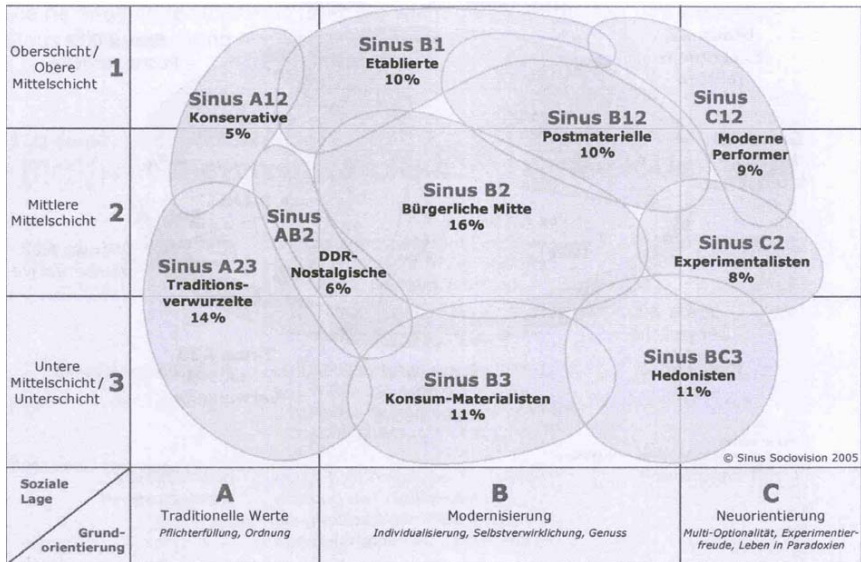 Oberschicht/
Obere
Mittelschicht
1
Sinus B1
Etablierte
10%
Sinus A12
Konservative
5%
Sinus B12
Postmaterielle
10%
Sinus
C12
Moderne
Performer
9%
Mittlere
Mittelschicht
2
Sinus B2
Bürgerliche Mitte
16%
Sinus
AB2
DDR-
Nostalgische
6%
Sinus A23
Traditions-
verwurzelte
14%
Sinus C2
Experimentalisten
8%
Untere
Mittelschicht/
Unterschicht
3
Sinus B3
Konsum-Materialisten
11%
Sinus BC3
Hedonisten
11%
© Sinus Sociovision 2005
Soziale
Lage
Grund-
orientierung
A
Traditionelle Werte
Pflichterfüllung, Ordnung
B
Modernisierung
Individualisierung, Selbstverwirklichung, Genuss
C
Neuorientierung
Multi-Optionalität, Experimentier-
freude, Leben in Paradoxien